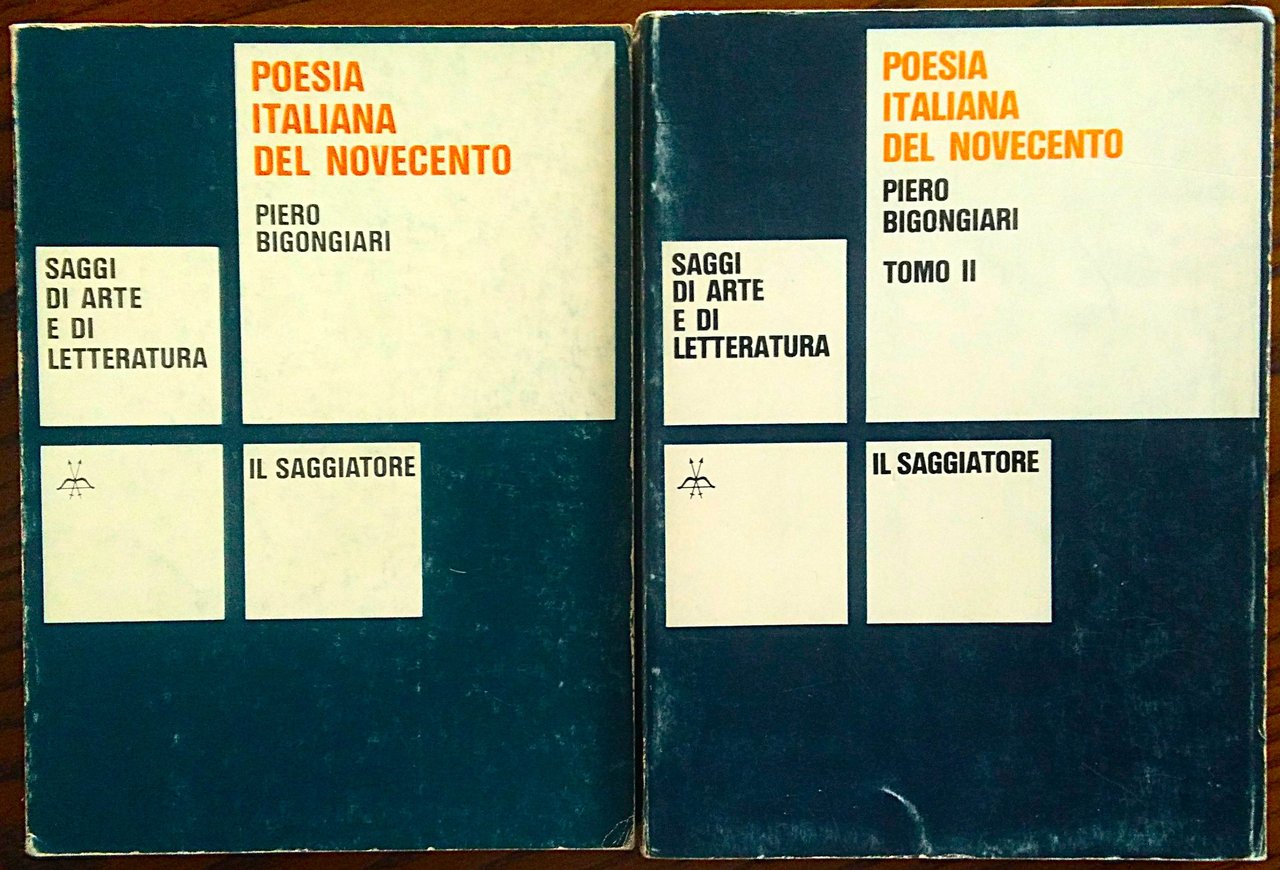 POESIA
ITALIANA
DEL NOVECENTO
PIERO
BIGONGIARI
SAGGI
DI ARTE
E DI
LETTERATURA
IL SAGGIATORE
POESIA
ITALIANA
DEL NOVECENTO
PIERO
BIGONGIARI
TOMO II
SAGGI
DI ARTE
E DI
LETTERATURA
IL SAGGIATORE